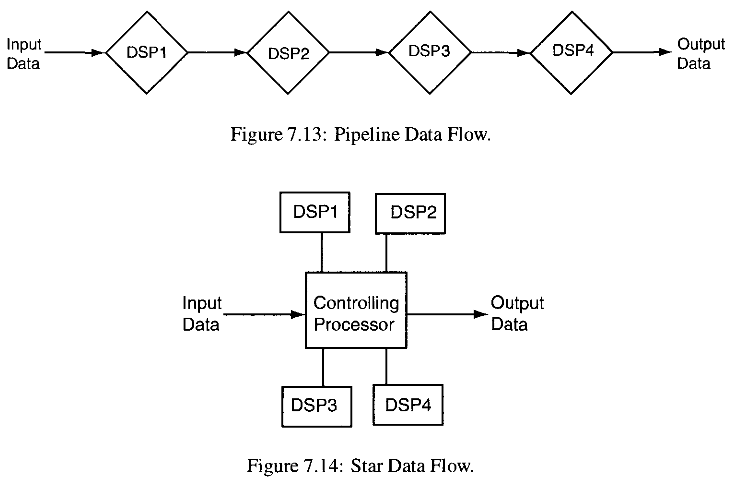 Input
Data
DSP1
DSP2
DSP3
DSP4
Output
Data
Figure 7.13: Pipeline Data Flow.
DSP1
DSP2
Input
Data
Controlling
Processor
Output
Data
DSP3
DSP4
Figure 7.14: Star Data Flow.